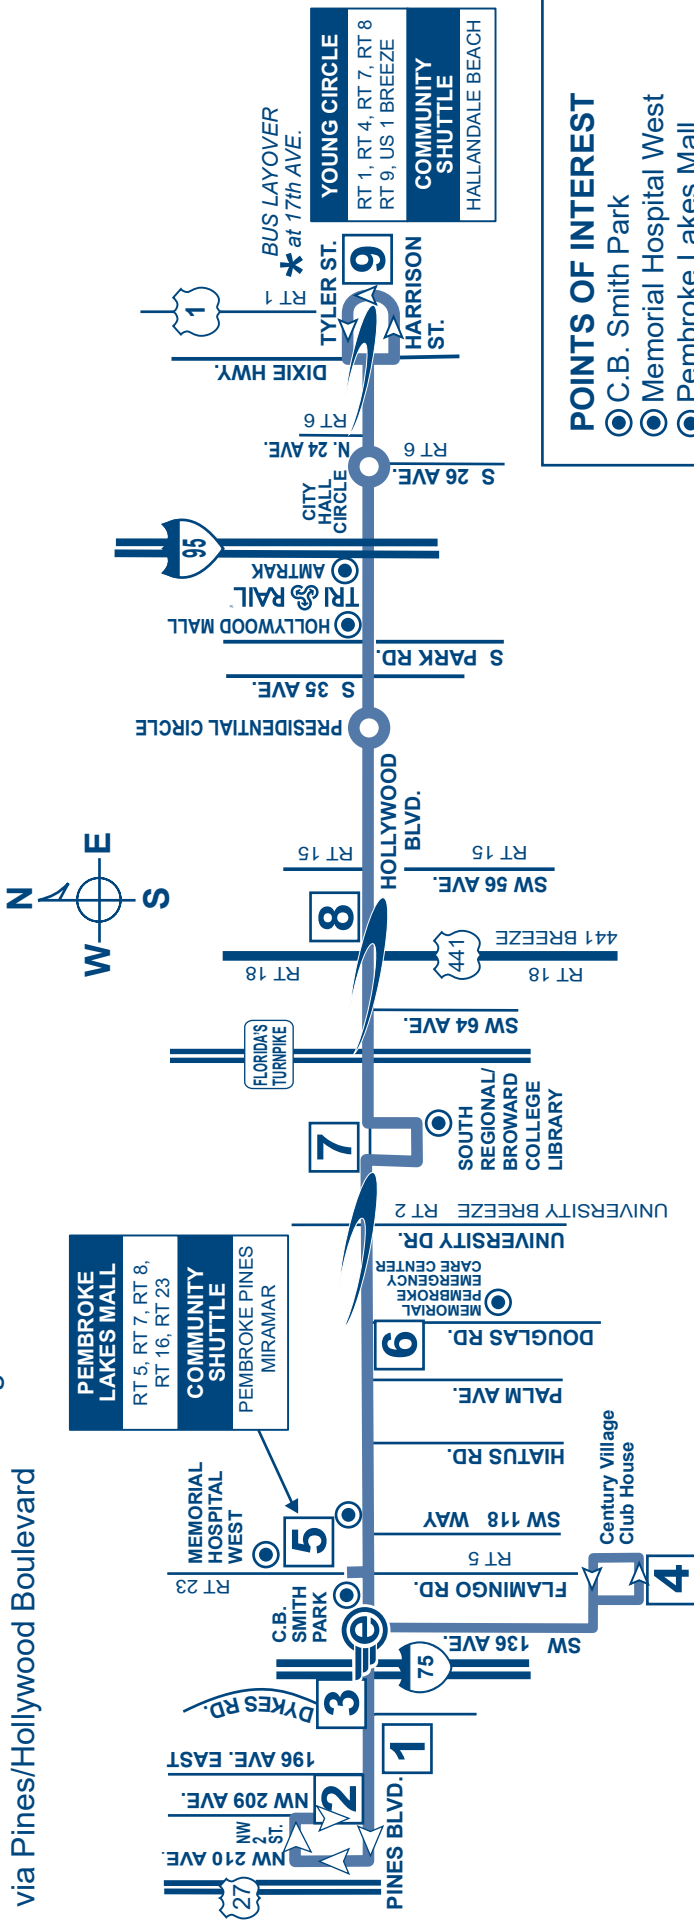 via Pines/Hollywood Boulevard
N
W
E
S
27
NW 210 AVE.
NW
2
ST.
NW 209 AVE.
196 AVE. EAST
2
PINES BLVD.
1
DYKES RD.
3
75
e
SW 136 AVE.
C.B.
SMITH
PARK
RT 23
FLAMINGO RD.
RT 5
4
Century Village
Club House
MEMORIAL
HOSPITAL
WEST
5
SW 118 WAY
PEMBROKE
LAKES MALL
RT 5, RT 7, RT 8,
RT 16, RT 23
COMMUNITY
SHUTTLE
PEMBROKE PINES
MIRAMAR
HIATUS RD.
PALM AVE.
6
DOUGLAS RD.
MEMORIAL
PEMBROKE
EMERGENCY
CARE CENTER
UNIVERSITY DR.
RT 2
UNIVERSITY BREEZE
7
SOUTH
REGIONAL/
BROWARD
COLLEGE
LIBRARY
FLORIDA'S
TURNPIKE
SW 64 AVE.
RT 18
441
RT 18
441 BREEZE
8
HOLLYWOOD
BLVD.
RT 15
SW 56 AVE.
RT 15
PRESIDENTIAL CIRCLE
S 35 AVE.
S PARK RD.
HOLLYWOOD MALL
TRI RAIL
AMTRAK
95
CITY
HALL
CIRCLE
S 26 AVE.
RT 6
N. 24 AVE.
RT 6
DIXIE HWY.
1
RT 1
TYLER ST.
HARRISON
ST.
9
BUS LAYOVER
* at 17th AVE.
YOUNG CIRCLE
RT 1, RT 4, RT 7, RT 8
RT 9, US 1 BREEZE
COMMUNITY
SHUTTLE
HALLANDALE BEACH
POINTS OF INTEREST
C.B. Smith Park
Memorial Hospital West
Pembroke Lakes Mall